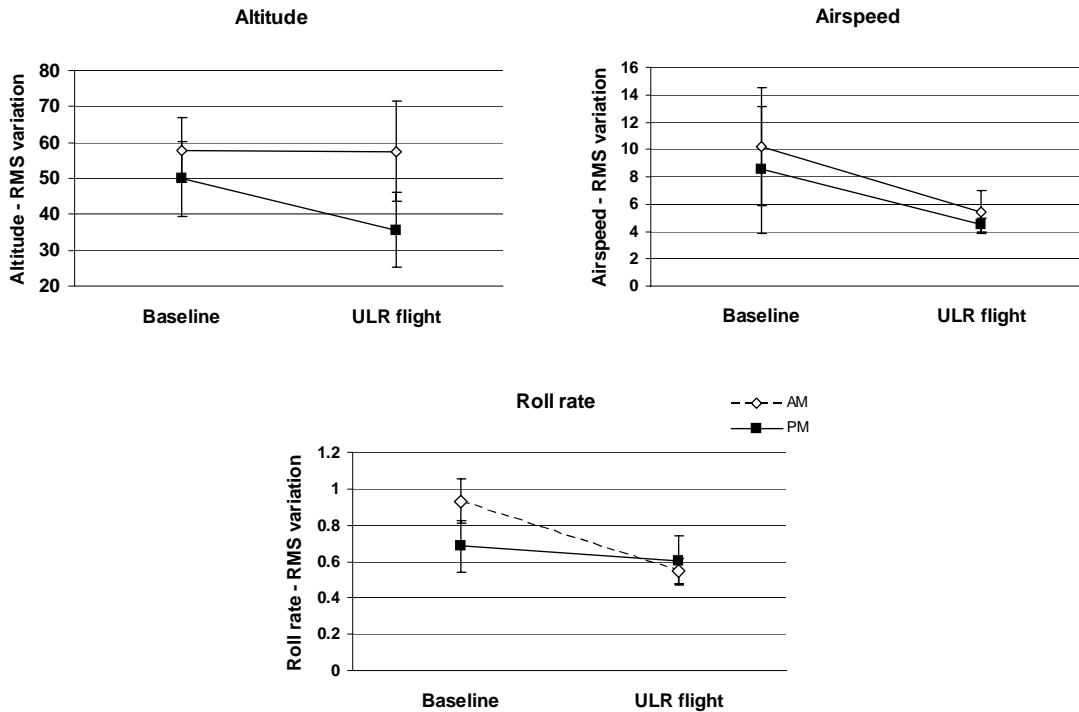 Altitude
Altitude - RMS variation
80
70
60
50
40
30
20
Baseline
ULR flight
Airspeed
Airspeed - RMS variation
16
14
12
10
8
6
4
2
0
Baseline
ULR flight
Roll rate
AM
PM
Roll rate - RMS variation
1.2
1
0.8
0.6
0.4
0.2
0
Baseline
ULR flight